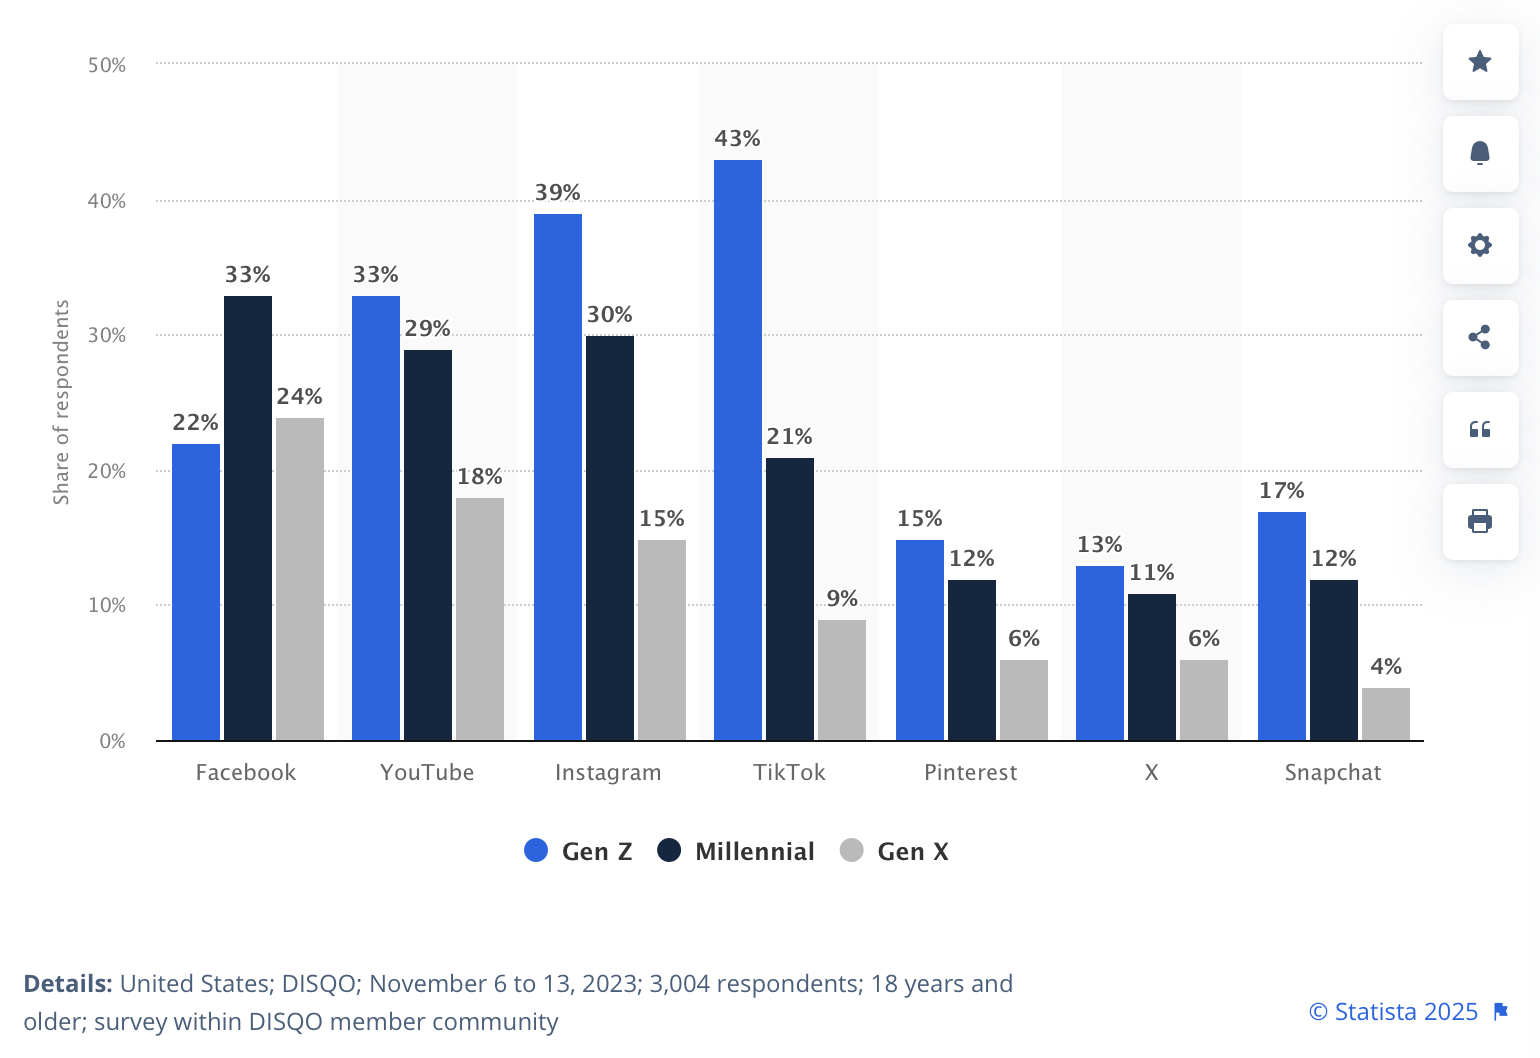 50%
40%
30%
20%
10%
0%
Share of respondents
22%
33%
24%
33%
29%
18%
39%
30%
15%
43%
21%
9%
15%
12%
6%
13%
11%
6%
17%
12%
4%
Facebook
YouTube
Instagram
TikTok
Pinterest
X
Snapchat
Gen Z Millennial Gen X
Details: United States; DISQO; November 6 to 13, 2023; 3,004 respondents; 18 years and
older; survey within DISQO member community
© Statista 2025